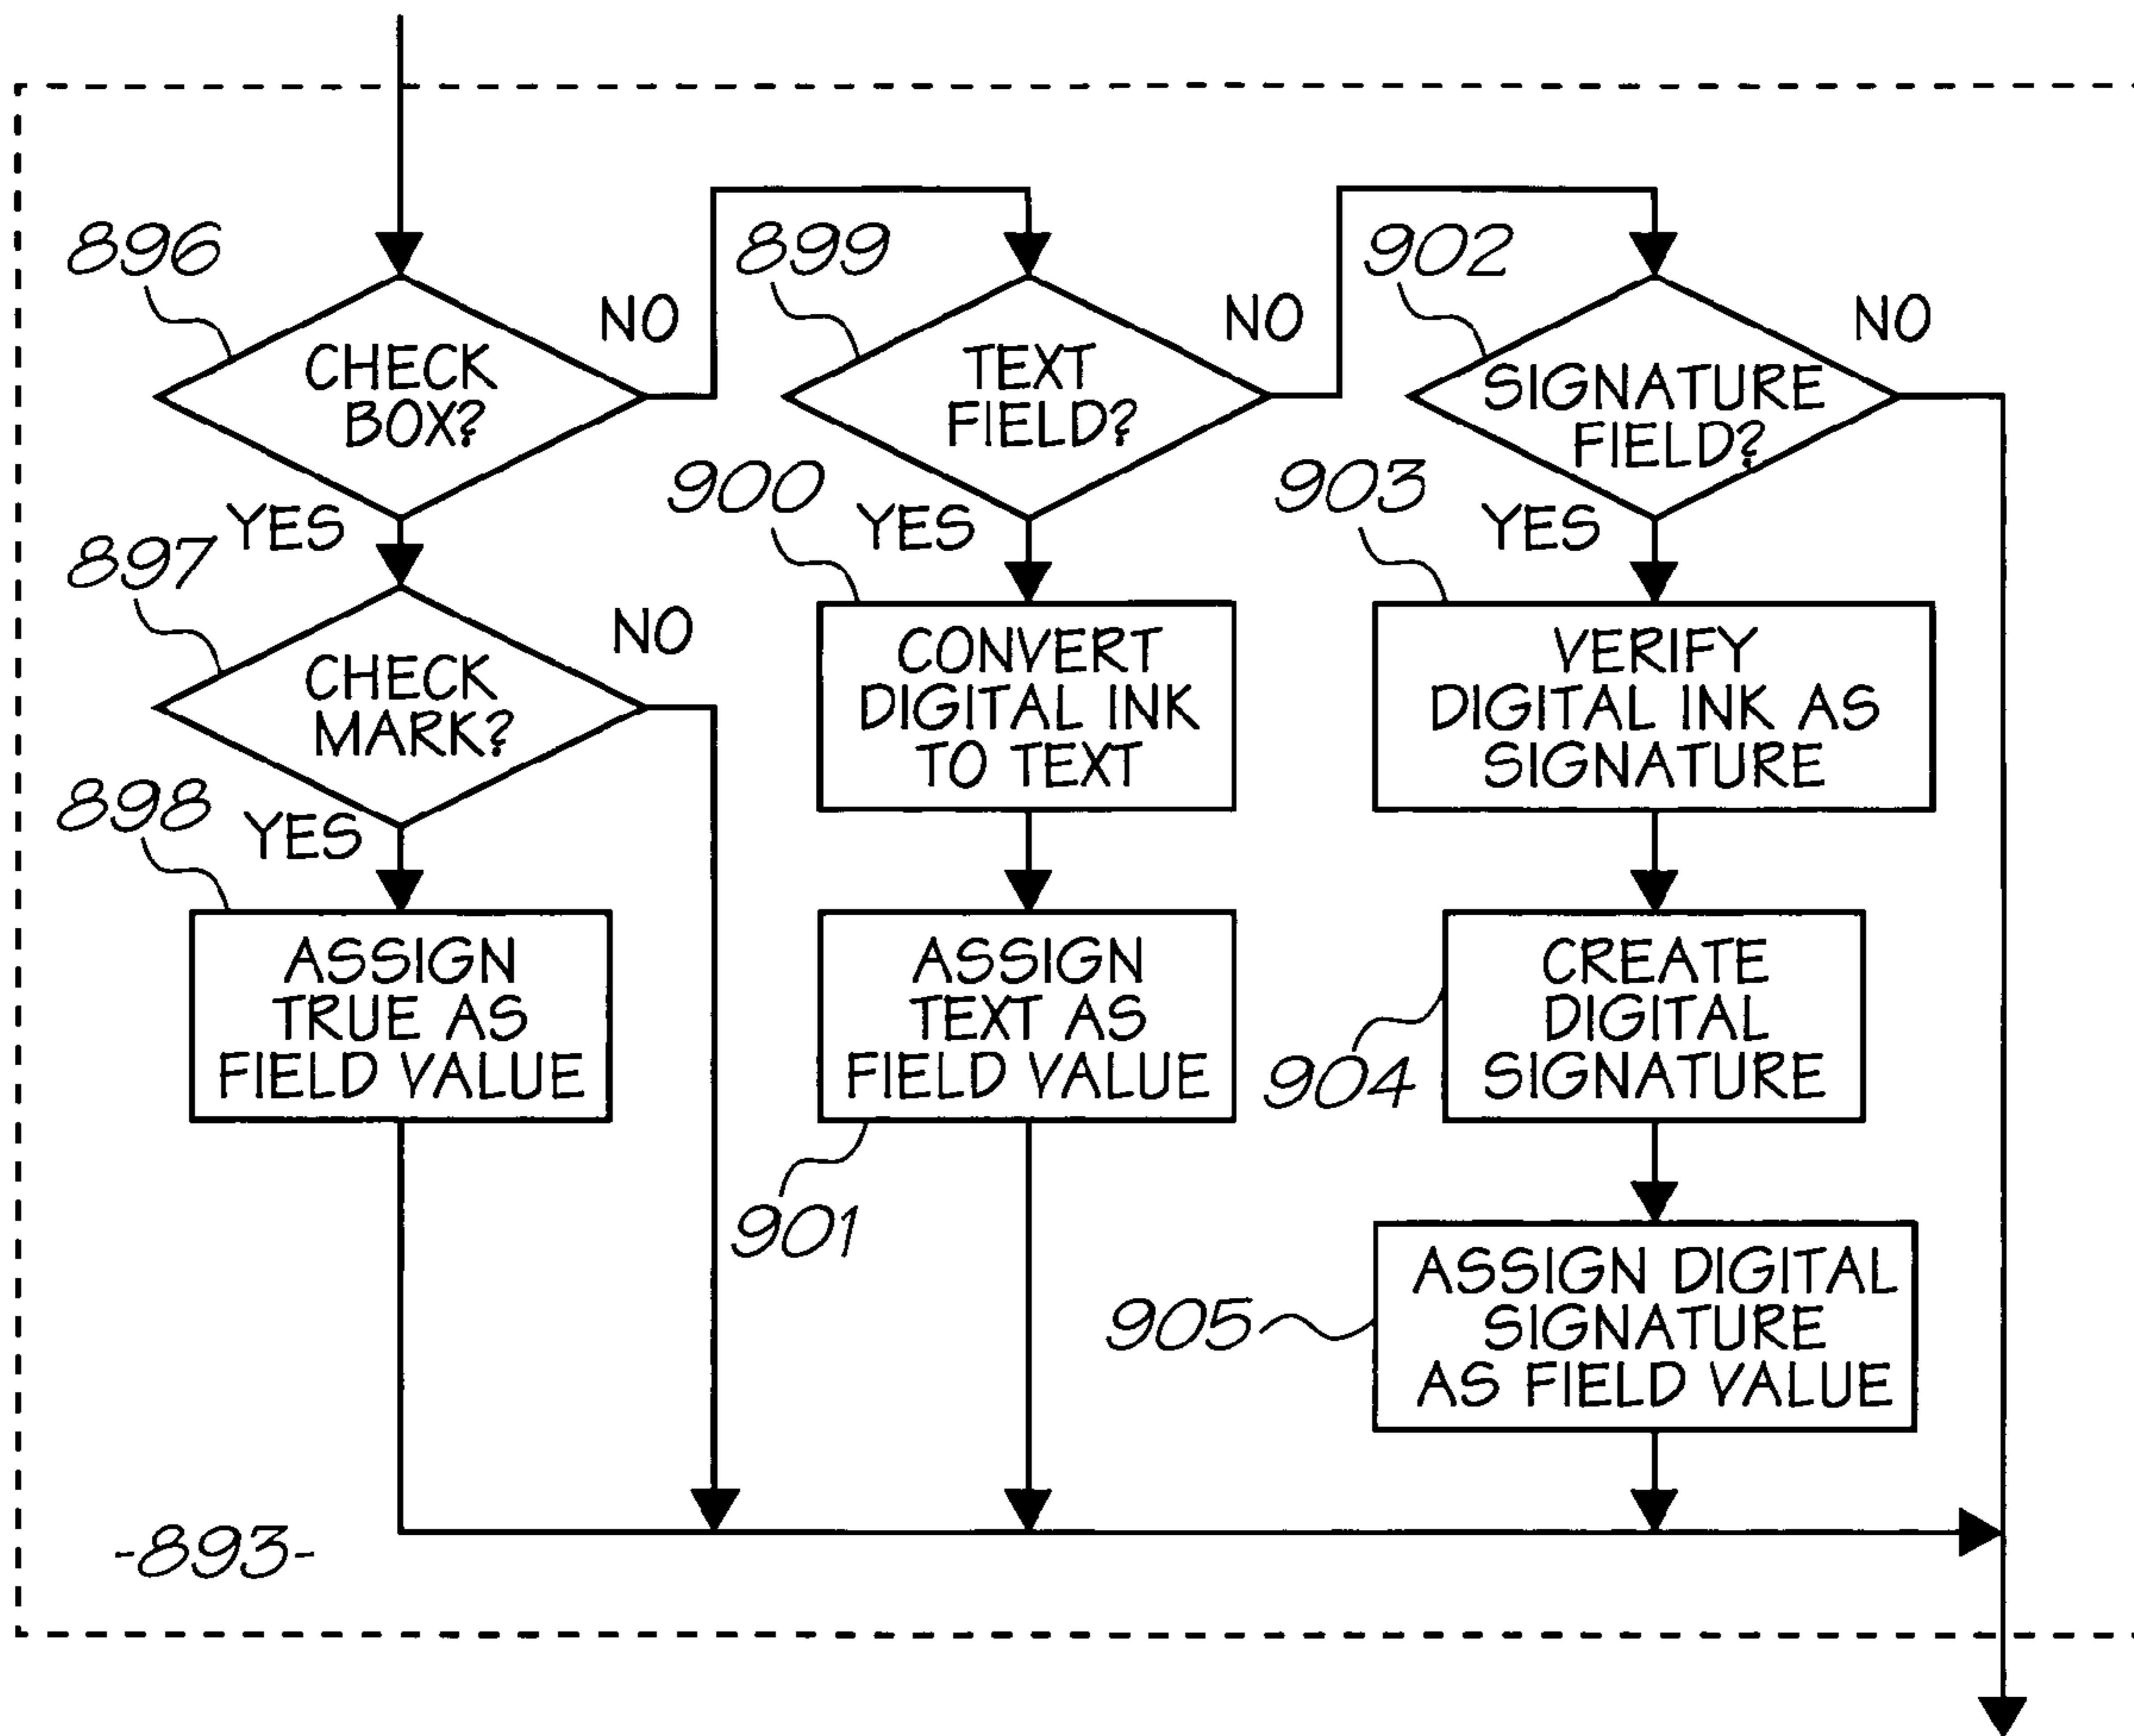 896
CHECK
BOX?
NO
YES
897
CHECK
MARK?
NO
YES
898
ASSIGN
TRUE AS
FIELD VALUE
899
TEXT
FIELD?
NO
YES
900
CONVERT
DIGITAL INK
TO TEXT
ASSIGN
TEXT AS
FIELD VALUE
901
902
SIGNATURE
FIELD?
NO
YES
903
VERIFY
DIGITAL INK AS
SIGNATURE
CREATE
DIGITAL
SIGNATURE
904
ASSIGN DIGITAL
SIGNATURE
AS FIELD VALUE
905
-893-